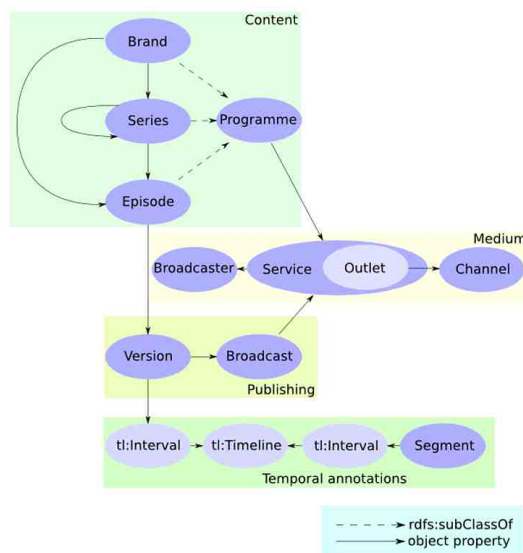 Content
Brand
Series
Programme
Episode
Medium
Broadcaster
Service
Outlet
Channel
Version
Broadcast
Publishing
tl:Interval
tl:Timeline
tl:Interval
Segment
Temporal annotations
rdfs:subClassOf
object property